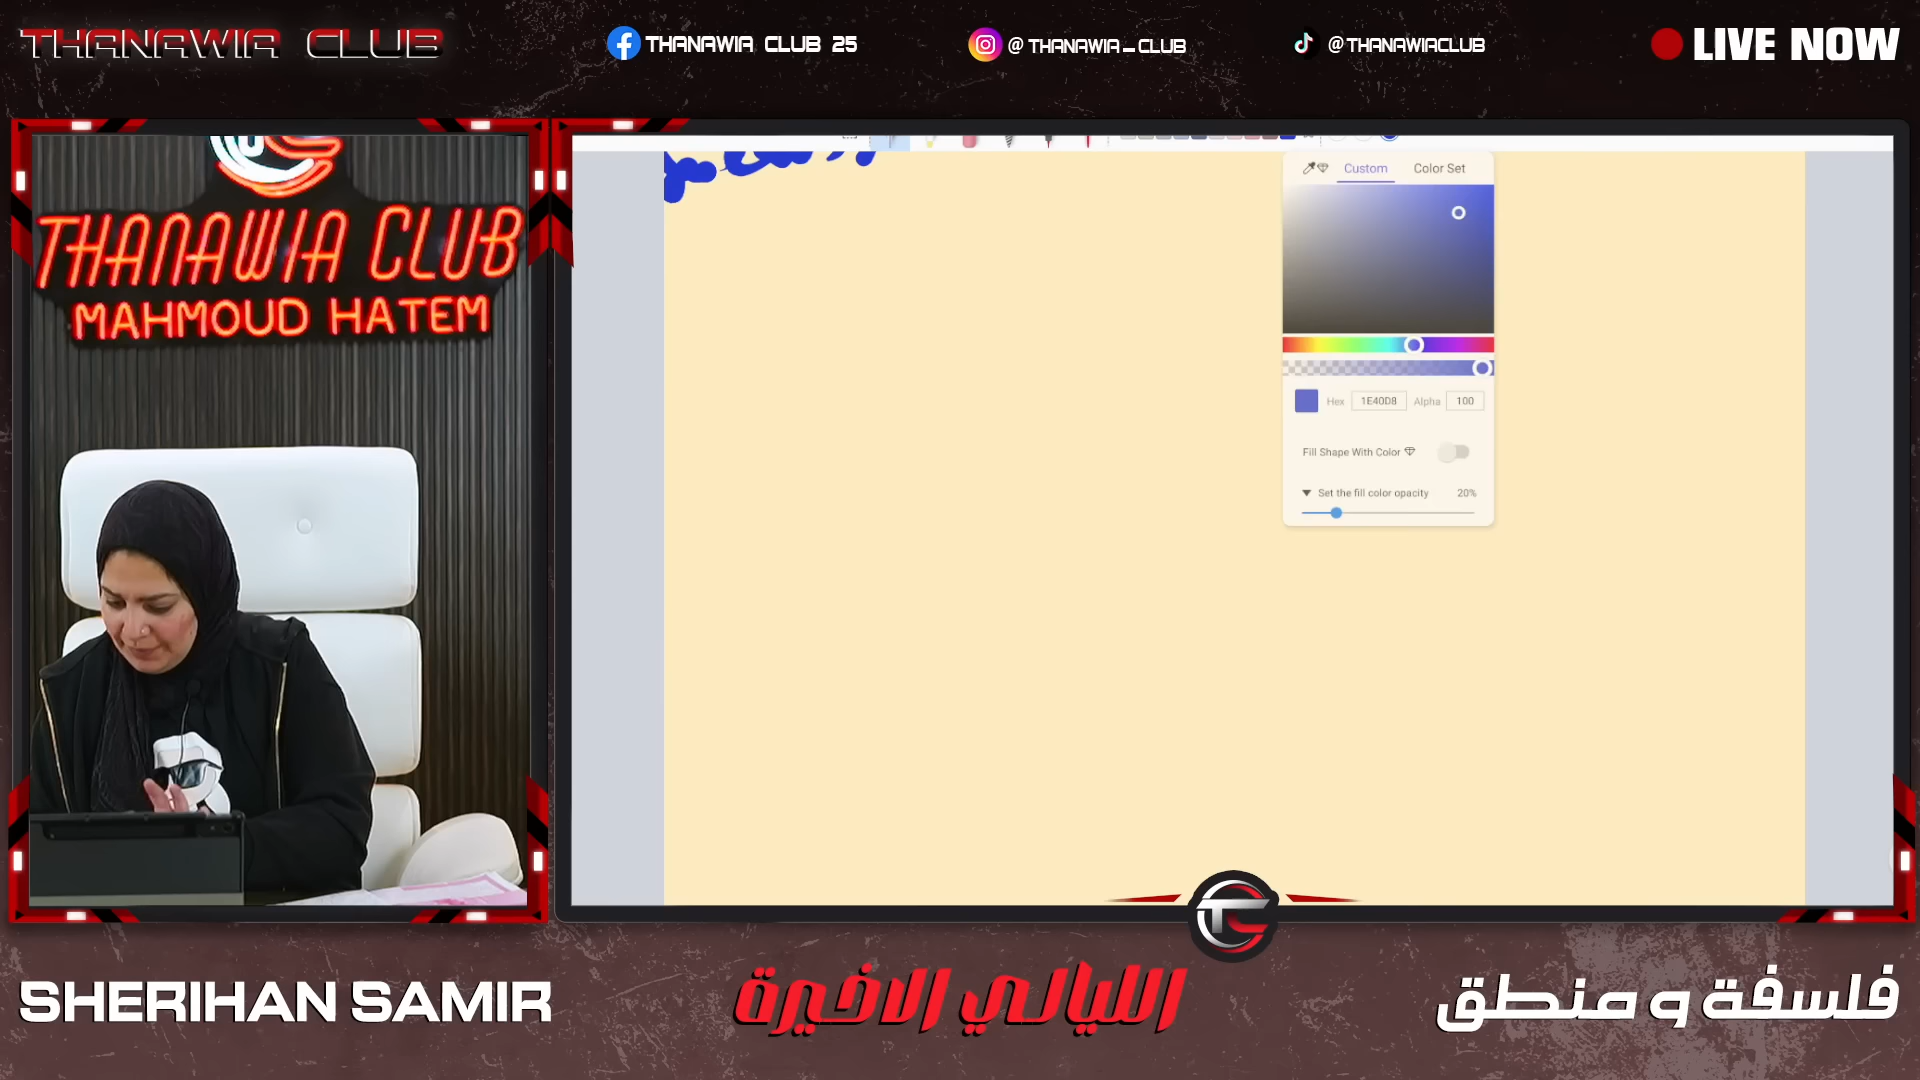 THANAWIA CLUB
THANAWIA CLUB 25
@THANAWIA_CLUB
@THANAWIACLUB
LIVE NOW
THANAWIA CLUB
MAHMOUD HATEM
Custom
Color Set
Hex
1E40D8
Alpha
100
Fill Shape With Color
Set the fill color opacity
20%
SHERIHAN SAMIR
الليالي الاخيرة
فلسفة و منطق